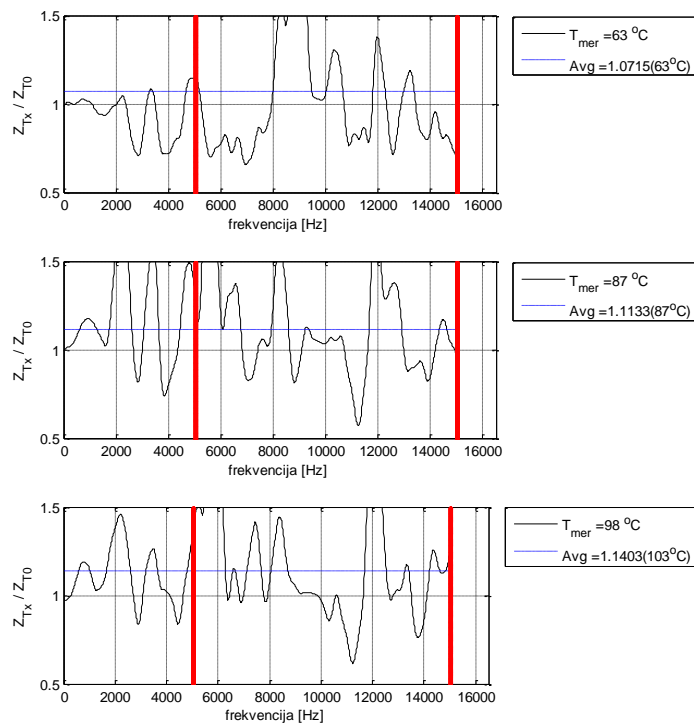 1.5
1
0.5
Z_Tx / Z_T0
0 2000 4000 6000 8000 10000 12000 14000 16000
frekvencija [Hz]
T_mer =63 °C
Avg =1.0715(63°C)
1.5
1
0.5
Z_Tx / Z_T0
0 2000 4000 6000 8000 10000 12000 14000 16000
frekvencija [Hz]
T_mer =87 °C
Avg =1.1133(87°C)
1.5
1
0.5
Z_Tx / Z_T0
0 2000 4000 6000 8000 10000 12000 14000 16000
frekvencija [Hz]
T_mer =98 °C
Avg =1.1403(103°C)